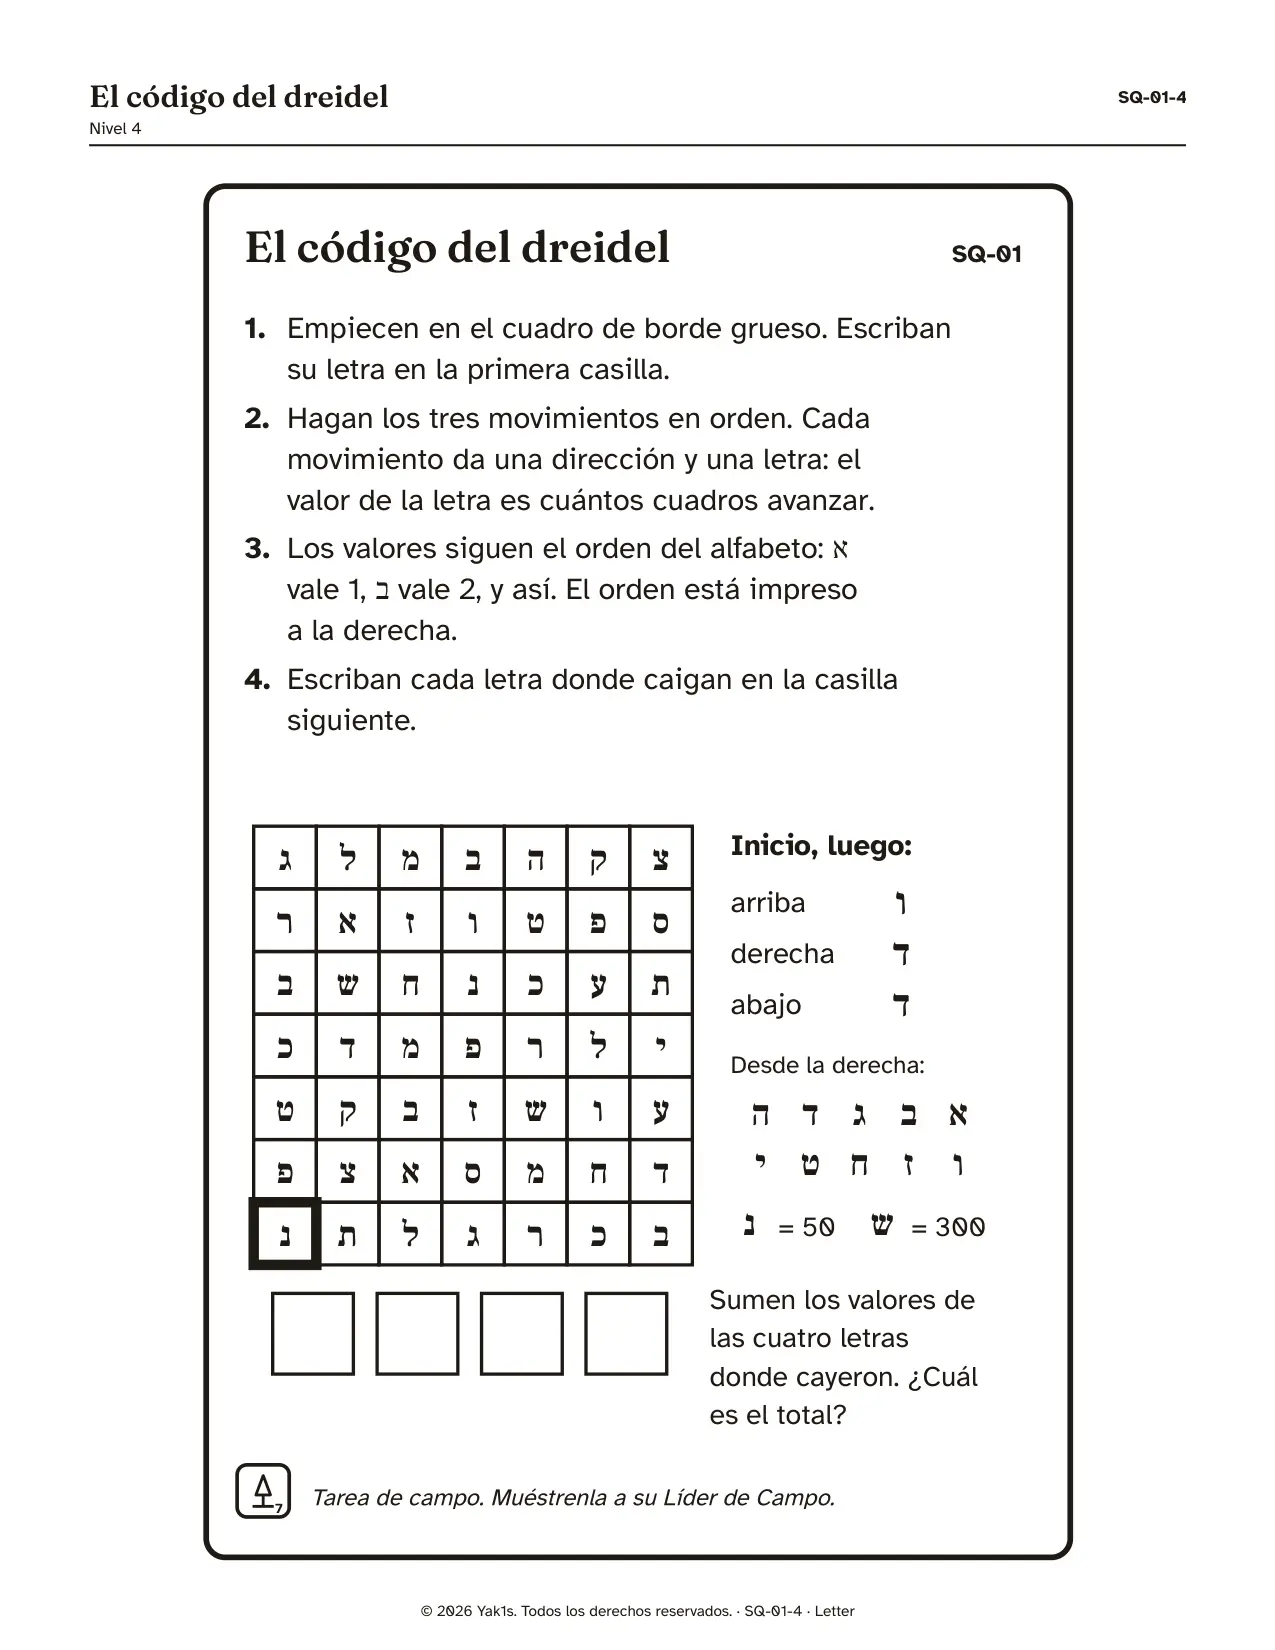 El código del dreidel
SQ-01-4
Nivel 4
El código del dreidel
SQ-01
1. Empiecen en el cuadro de borde grueso. Escriban
su letra en la primera casilla.
2. Hagan los tres movimientos en orden. Cada
movimiento da una dirección y una letra: el
valor de la letra es cuántos cuadros avanzar.
3. Los valores siguen el orden del alfabeto: א
vale 1, ב vale 2, y así. El orden está impreso
a la derecha.
4. Escriban cada letra donde caigan en la casilla
siguiente.
ג ל מ ב ה ק צ
ר א ז ו ט פ ס
ב ש ח נ כ ע ת
כ ד מ פ ר ל י
ט ק ב ז ש ו ע
פ צ א ס מ ח ד
נ ת ל ג ר כ ב
Inicio, luego:
arriba ו
derecha ד
abajo ד
Desde la derecha:
א ב ג ד ה
ו ז ח ט י
נ = 50 ש = 300
Sumen los valores de
las cuatro letras
donde cayeron. ¿Cuál
es el total?
7
Tarea de campo. Muéstrenla a su Líder de Campo.
© 2026 Yak1s. Todos los derechos reservados. · SQ-01-4 · Letter